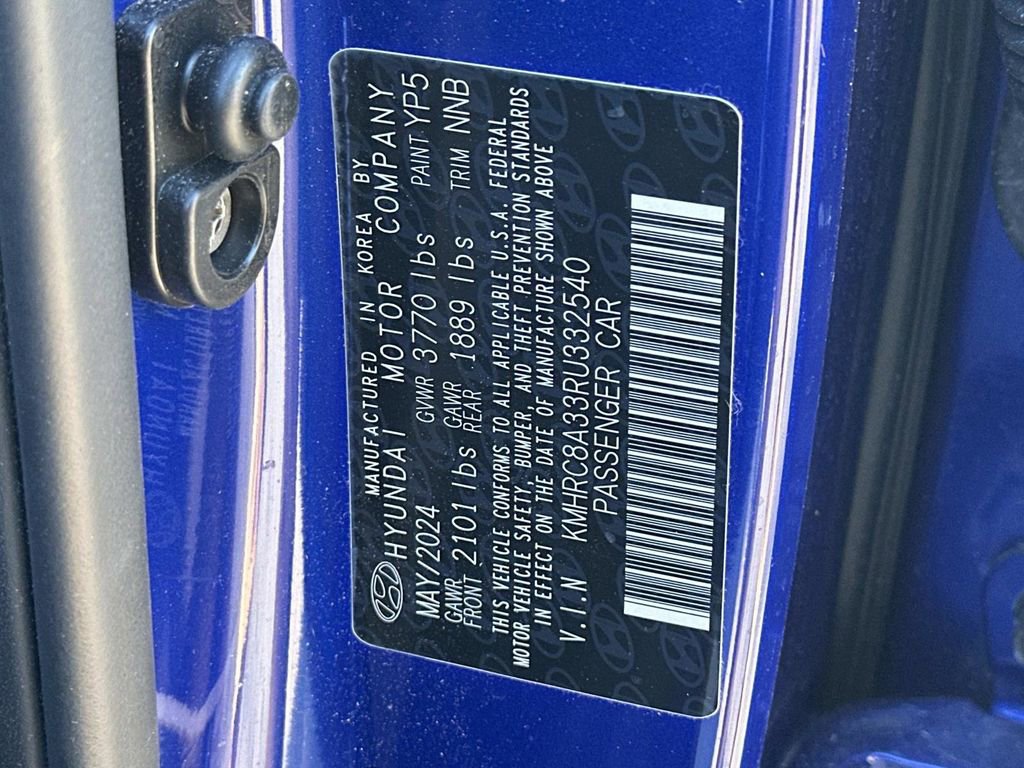 MANUFACTURED IN KOREA BY
HYUNDAI MOTOR COMPANY
MAY/2024 GVWR 3770 lbs PAINT YP5
GAWR FRONT 2101 lbs GAWR REAR 1889 lbs TRIM NNB
THIS VEHICLE CONFORMS TO ALL APPLICABLE U.S.A. FEDERAL
MOTOR VEHICLE SAFETY, BUMPER, AND THEFT PREVENTION STANDARDS
IN EFFECT ON THE DATE OF MANUFACTURE SHOWN ABOVE
V.I.N KMHRC8A33RU332540
PASSENGER CAR